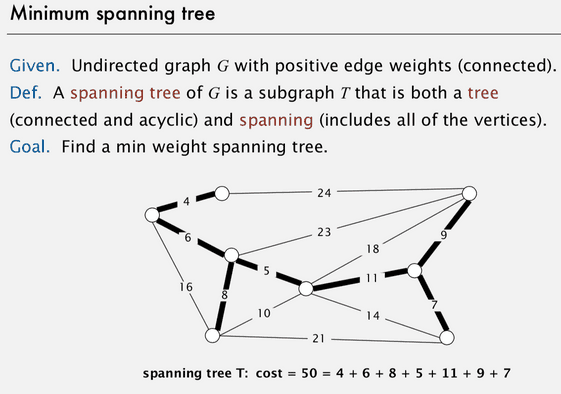 Minimum spanning tree
Given. Undirected graph G with positive edge weights (connected).
Def. A spanning tree of G is a subgraph T that is both a tree
(connected and acyclic) and spanning (includes all of the vertices).
Goal. Find a min weight spanning tree.
24
4
23
9
6
18
5
11
16
8
7
10
14
21
spanning tree T: cost = 50 = 4 + 6 + 8 + 5 + 11 + 9 + 7